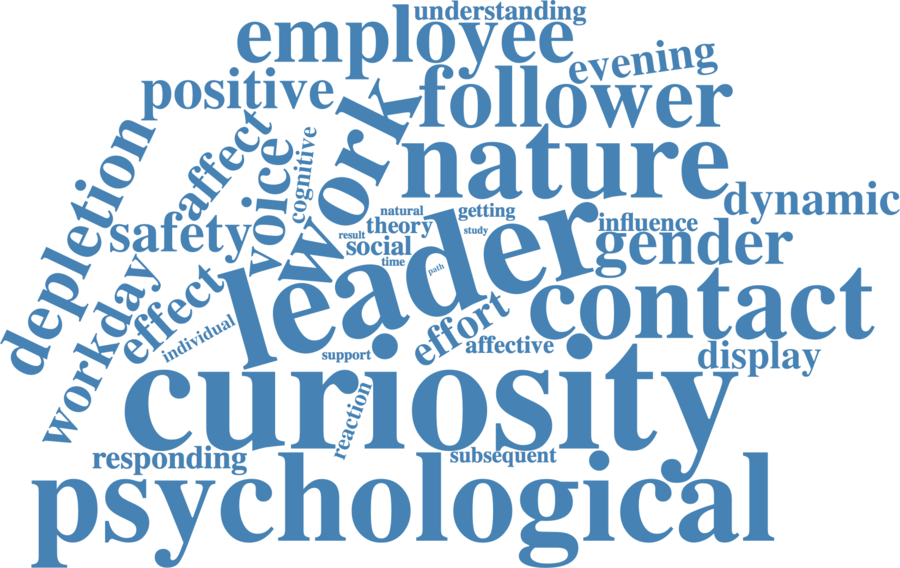 understanding
employee
evening
positive
follower
work
nature
depletion
affect
voice
cognitive
dynamic
safety
natural
getting
theory
study
influence
result
social
gender
time
path
leader
workday
effect
individual
contact
effort
affective
support
display
curiosity
reaction
responding
subsequent
psychological